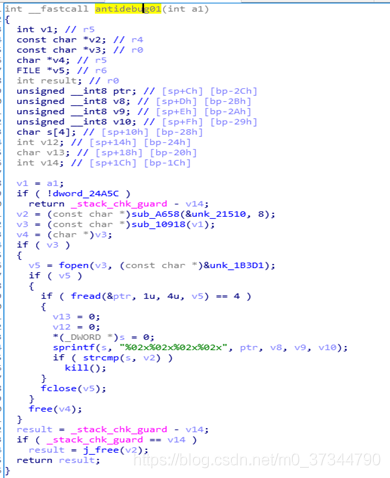 int __fastcall antidebug01(int a1)
{
int v1; // r5
const char *v2; // r4
const char *v3; // r0
char *v4; // r5
FILE *v5; // r6
int result; // r0
unsigned __int8 ptr; // [sp+Ch] [bp-2Ch]
unsigned __int8 v8; // [sp+Dh] [bp-2Bh]
unsigned __int8 v9; // [sp+Eh] [bp-2Ah]
unsigned __int8 v10; // [sp+Fh] [bp-29h]
char s[4]; // [sp+10h] [bp-28h]
int v12; // [sp+14h] [bp-24h]
char v13; // [sp+18h] [bp-20h]
int v14; // [sp+1Ch] [bp-1Ch]
v1 = a1;
if ( !dword_24A5C )
return _stack_chk_guard - v14;
v2 = (const char *)sub_A658(&unk_21510, 8);
v3 = (const char *)sub_10918(v1);
v4 = (char *)v3;
if ( v3 )
{
v5 = fopen(v3, (const char *)&unk_1B3D1);
if ( v5 )
{
if ( fread(&ptr, 1u, 4u, v5) == 4 )
{
v13 = 0;
v12 = 0;
*(_DWORD *)s = 0;
sprintf(s, "%02x%02x%02x%02x", ptr, v8, v9, v10);
if ( strcmp(s, v2) )
kill();
}
fclose(v5);
}
free(v4);
}
result = _stack_chk_guard - v14;
if ( _stack_chk_guard == v14 )
result = j_free(v2);
return result;
}
https://blog.csdn.net/m0_37344790